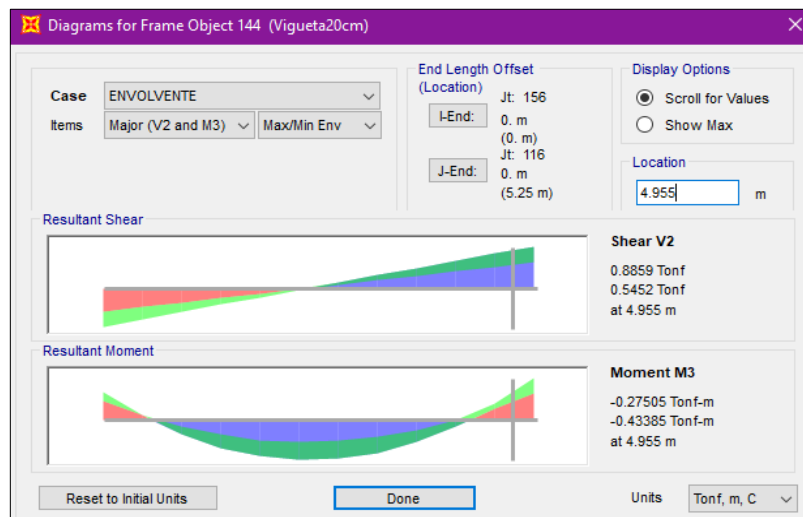 Diagrams for Frame Object 144 (Vigueta20cm)
Case ENVOLVENTE
Items Major (V2 and M3) Max/Min Env
End Length Offset
(Location)
I-End:
Jt: 156
0. m
(0. m)
J-End:
Jt: 116
0. m
(5.25 m)
Display Options
Scroll for Values
Show Max
Location
4.955 m
Resultant Shear
Shear V2
0.8859 Tonf
0.5452 Tonf
at 4.955 m
Resultant Moment
Moment M3
-0.27505 Tonf-m
-0.43385 Tonf-m
at 4.955 m
Reset to Initial Units
Done
Units Tonf, m, C